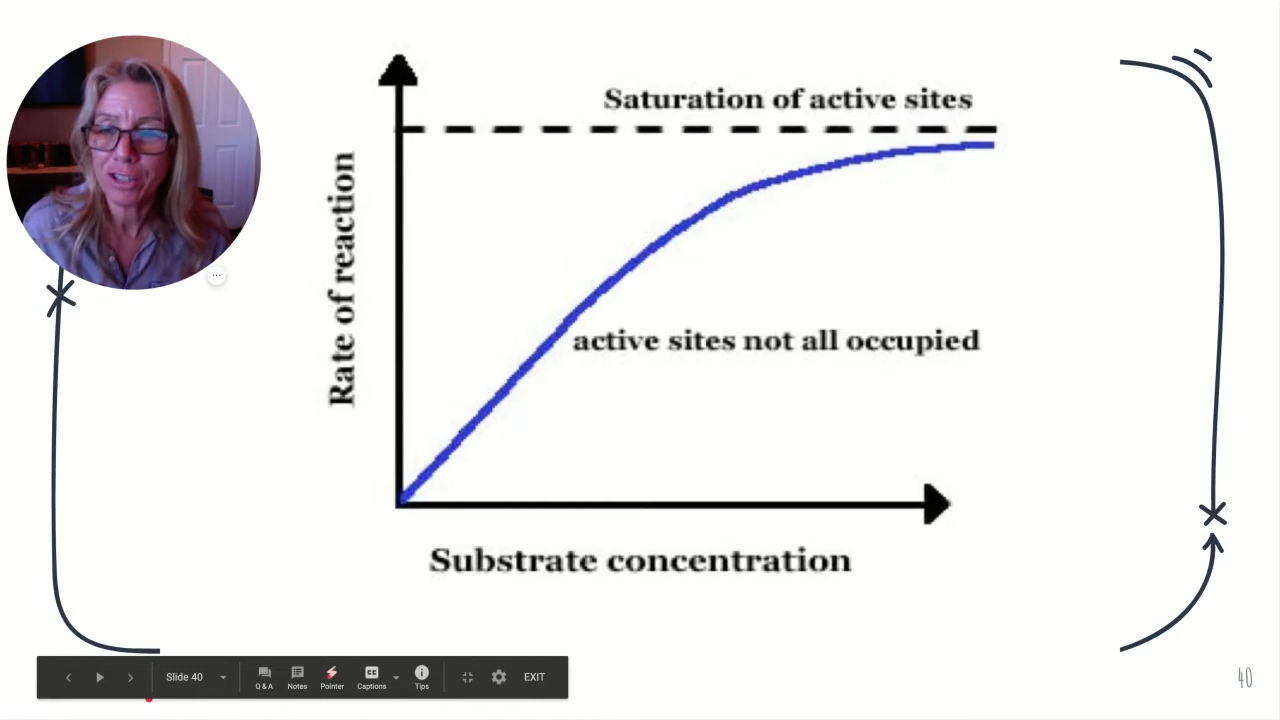 Saturation of active sites
Rate of reaction
active sites not all occupied
Substrate concentration
Slide 40
Q & A
Notes
Pointer
CC
Captions
Tips
EXIT
40